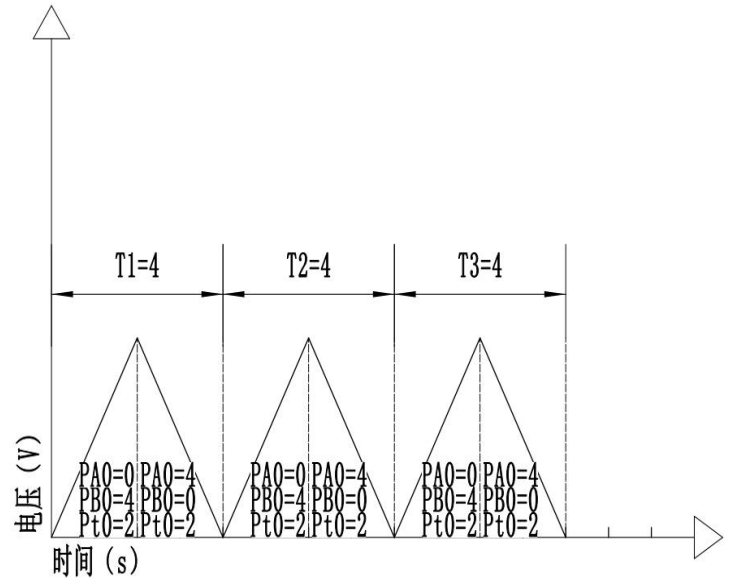 T1=4 T2=4 T3=4
PA0=0 PA0=4 PA0=0 PA0=4 PA0=0 PA0=4
PB0=4 PB0=0 PB0=4 PB0=0 PB0=4 PB0=0
Pt0=2 Pt0=2 Pt0=2 Pt0=2 Pt0=2 Pt0=2
电压（V）
时间（s）